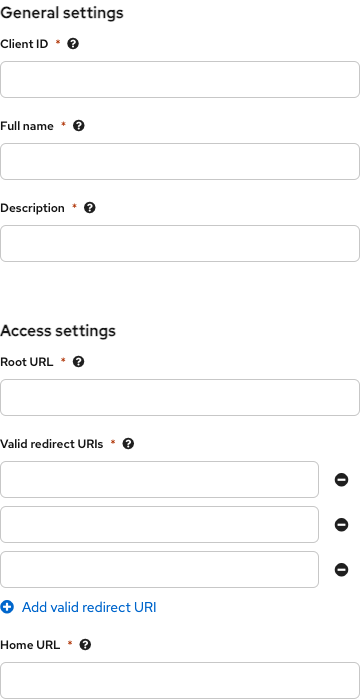 General settings
Client ID *
Full name *
Description *
Access settings
Root URL *
Valid redirect URIs *
Add valid redirect URI
Home URL *